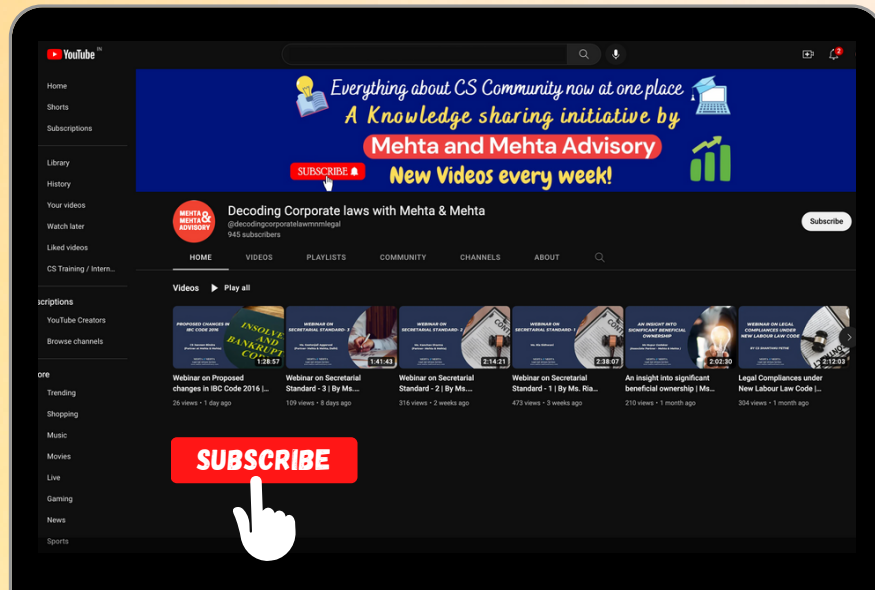 YouTube IN
2
Home
Shorts
Subscriptions
Library
History
Your videos
Watch later
Liked videos
CS Training / Intern...
scriptions
YouTube Creators
Browse channels
ore
Trending
Shopping
Music
Movies
Live
Gaming
News
Sports
Everything about CS Community now at one place
A Knowledge sharing initiative by
Mehta and Mehta Advisory
SUBSCRIBE
New Videos every week!
MEHTA &
MEHTA
ADVISORY
Decoding Corporate laws with Mehta & Mehta
@decodingcorporatelawmnmlegal
945 subscribers
Subscribe
HOME VIDEOS PLAYLISTS COMMUNITY CHANNELS ABOUT
Videos Play all
PROPOSED CHANGES IN
IBC CODE 2016
INSOLVE
AND
BANKRUPT
CO
1:28:57
Webinar on Proposed
changes in IBC Code 2016 |...
26 views • 1 day ago
WEBINAR ON
SECRETARIAL STANDARD- 3
1:41:43
Webinar on Secretarial
Standard - 3 | By Ms....
109 views • 8 days ago
WEBINAR ON
SECRETARIAL STANDARD- 2
CONT
2:14:21
Webinar on Secretarial
Standard - 2 | By Ms....
316 views • 2 weeks ago
WEBINAR ON
SECRETARIAL STANDARD- 1
CONT
2:38:07
Webinar on Secretarial
Standard - 1 | By Ms. Ria...
473 views • 3 weeks ago
AN INSIGHT INTO
SIGNIFICANT BENEFICIAL
OWNERSHIP
2:02:30
An insight into significant
beneficial ownership | Ms...
210 views • 1 month ago
WEBINAR ON LEGAL
COMPLIANCES UNDER
NEW LABOUR LAW CODE
2:12:03
Legal Compliances under
New Labour Law Code |...
304 views • 1 month ago
SUBSCRIBE